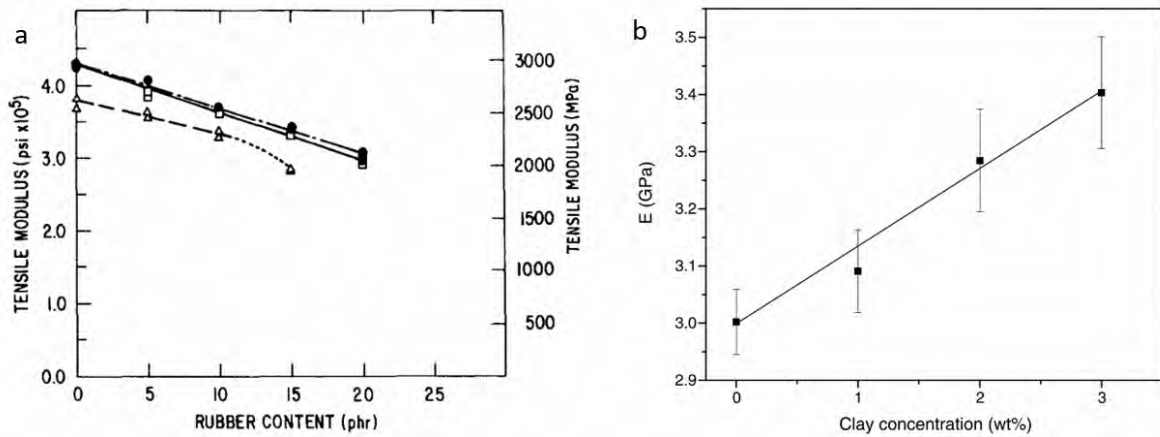 a
TENSILE MODULUS (psi x10⁵)
4.0
3.0
2.0
1.0
0.0
0 5 10 15 20 25
RUBBER CONTENT (phr)
3000
2500
2000
1500
1000
500
TENSILE MODULUS (MPa)
b
E (GPa)
3.5
3.4
3.3
3.2
3.1
3.0
2.9
0 1 2 3
Clay concentration (wt%)